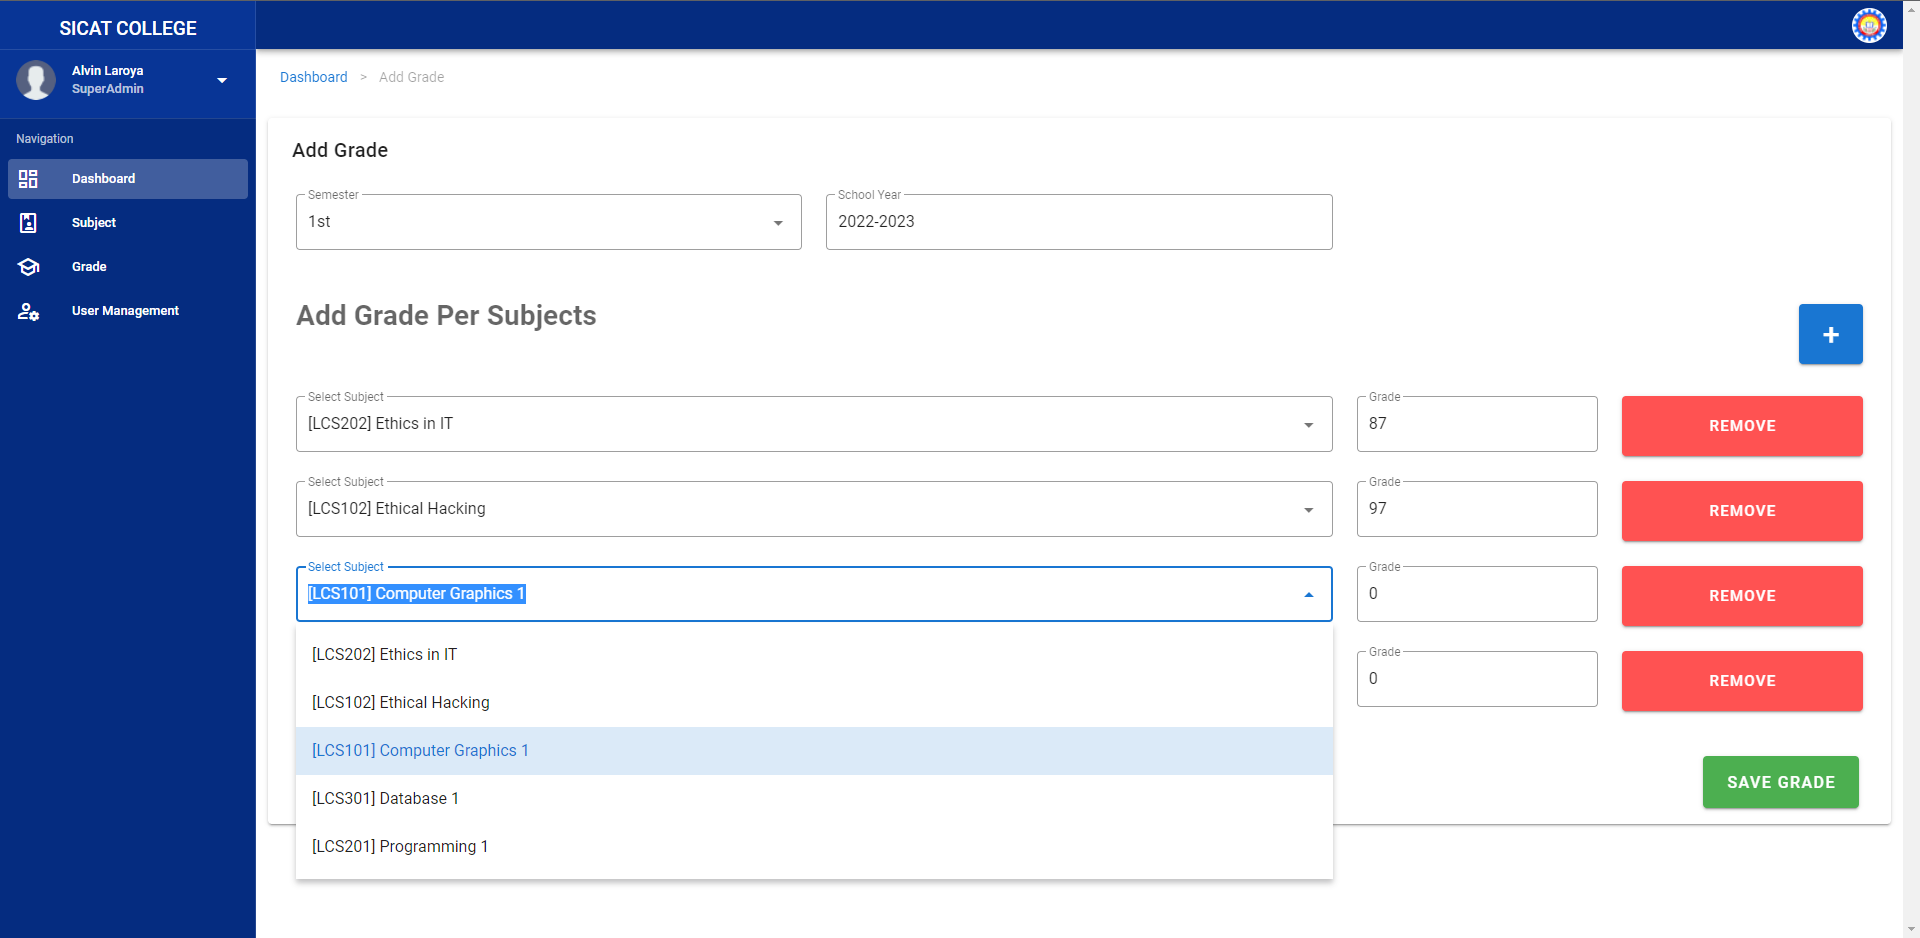 SICAT COLLEGE
Alvin Laroya
SuperAdmin
Navigation
Dashboard
Subject
Grade
User Management
Dashboard > Add Grade
Add Grade
Semester
1st
School Year
2022-2023
Add Grade Per Subjects
+
Select Subject
[LCS202] Ethics in IT
Grade
87
REMOVE
Select Subject
[LCS102] Ethical Hacking
Grade
97
REMOVE
Select Subject
[LCS101] Computer Graphics 1
Grade
0
REMOVE
[LCS202] Ethics in IT
[LCS102] Ethical Hacking
[LCS101] Computer Graphics 1
[LCS301] Database 1
[LCS201] Programming 1
Grade
0
REMOVE
SAVE GRADE